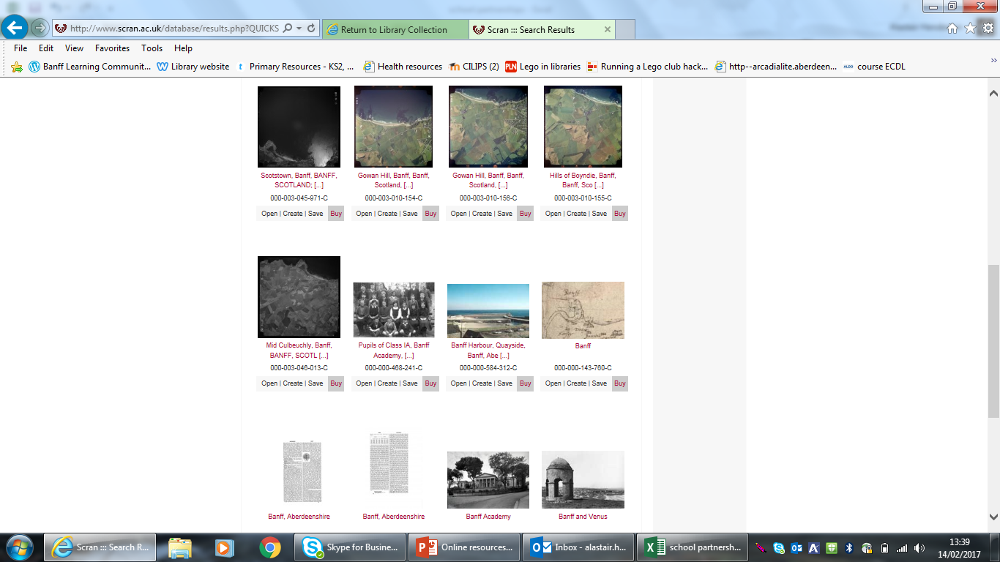 http://www.scran.ac.uk/database/results.php?QUICKS
Return to Library Collection
Scran ::: Search Results
File Edit View Favorites Tools Help
Banff Learning Communit... Library website Primary Resources - KS2, ... Health resources CILIPS (2) PLN Lego in libraries Running a Lego club hack... http--arcadialite.aberdeen... ALDO course ECDL
Scotstown, Banff, BANFF, SCOTLAND; [...]
000-003-045-971-C
Open | Create | Save Buy
Gowan Hill, Banff, Banff, Scotland, [...]
000-003-010-154-C
Open | Create | Save Buy
Gowan Hill, Banff, Banff, Scotland, [...]
000-003-010-156-C
Open | Create | Save Buy
Hills of Boyndie, Banff, Banff, Sco [...]
000-003-010-155-C
Open | Create | Save Buy
Mid Culbeuchly, Banff, BANFF, SCOTL [...]
000-003-046-013-C
Open | Create | Save Buy
Pupils of Class IA, Banff Academy, [...]
000-000-468-241-C
Open | Create | Save Buy
Banff Harbour, Quayside, Banff, Abe [...]
000-000-584-312-C
Open | Create | Save Buy
Banff
000-000-143-760-C
Open | Create | Save Buy
Banff, Aberdeenshire
Banff, Aberdeenshire
Banff Academy
Banff and Venus
Scran ::: Search R...
Skype for Busine...
Online resources...
Inbox - alastair.h...
school partnersh...
13:39
14/02/2017